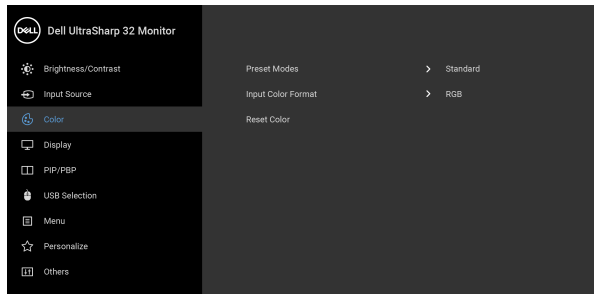 DELL Dell UltraSharp 32 Monitor
Brightness/Contrast
Preset Modes Standard
Input Source
Input Color Format RGB
Color
Reset Color
Display
PIP/PBP
USB Selection
Menu
Personalize
Others